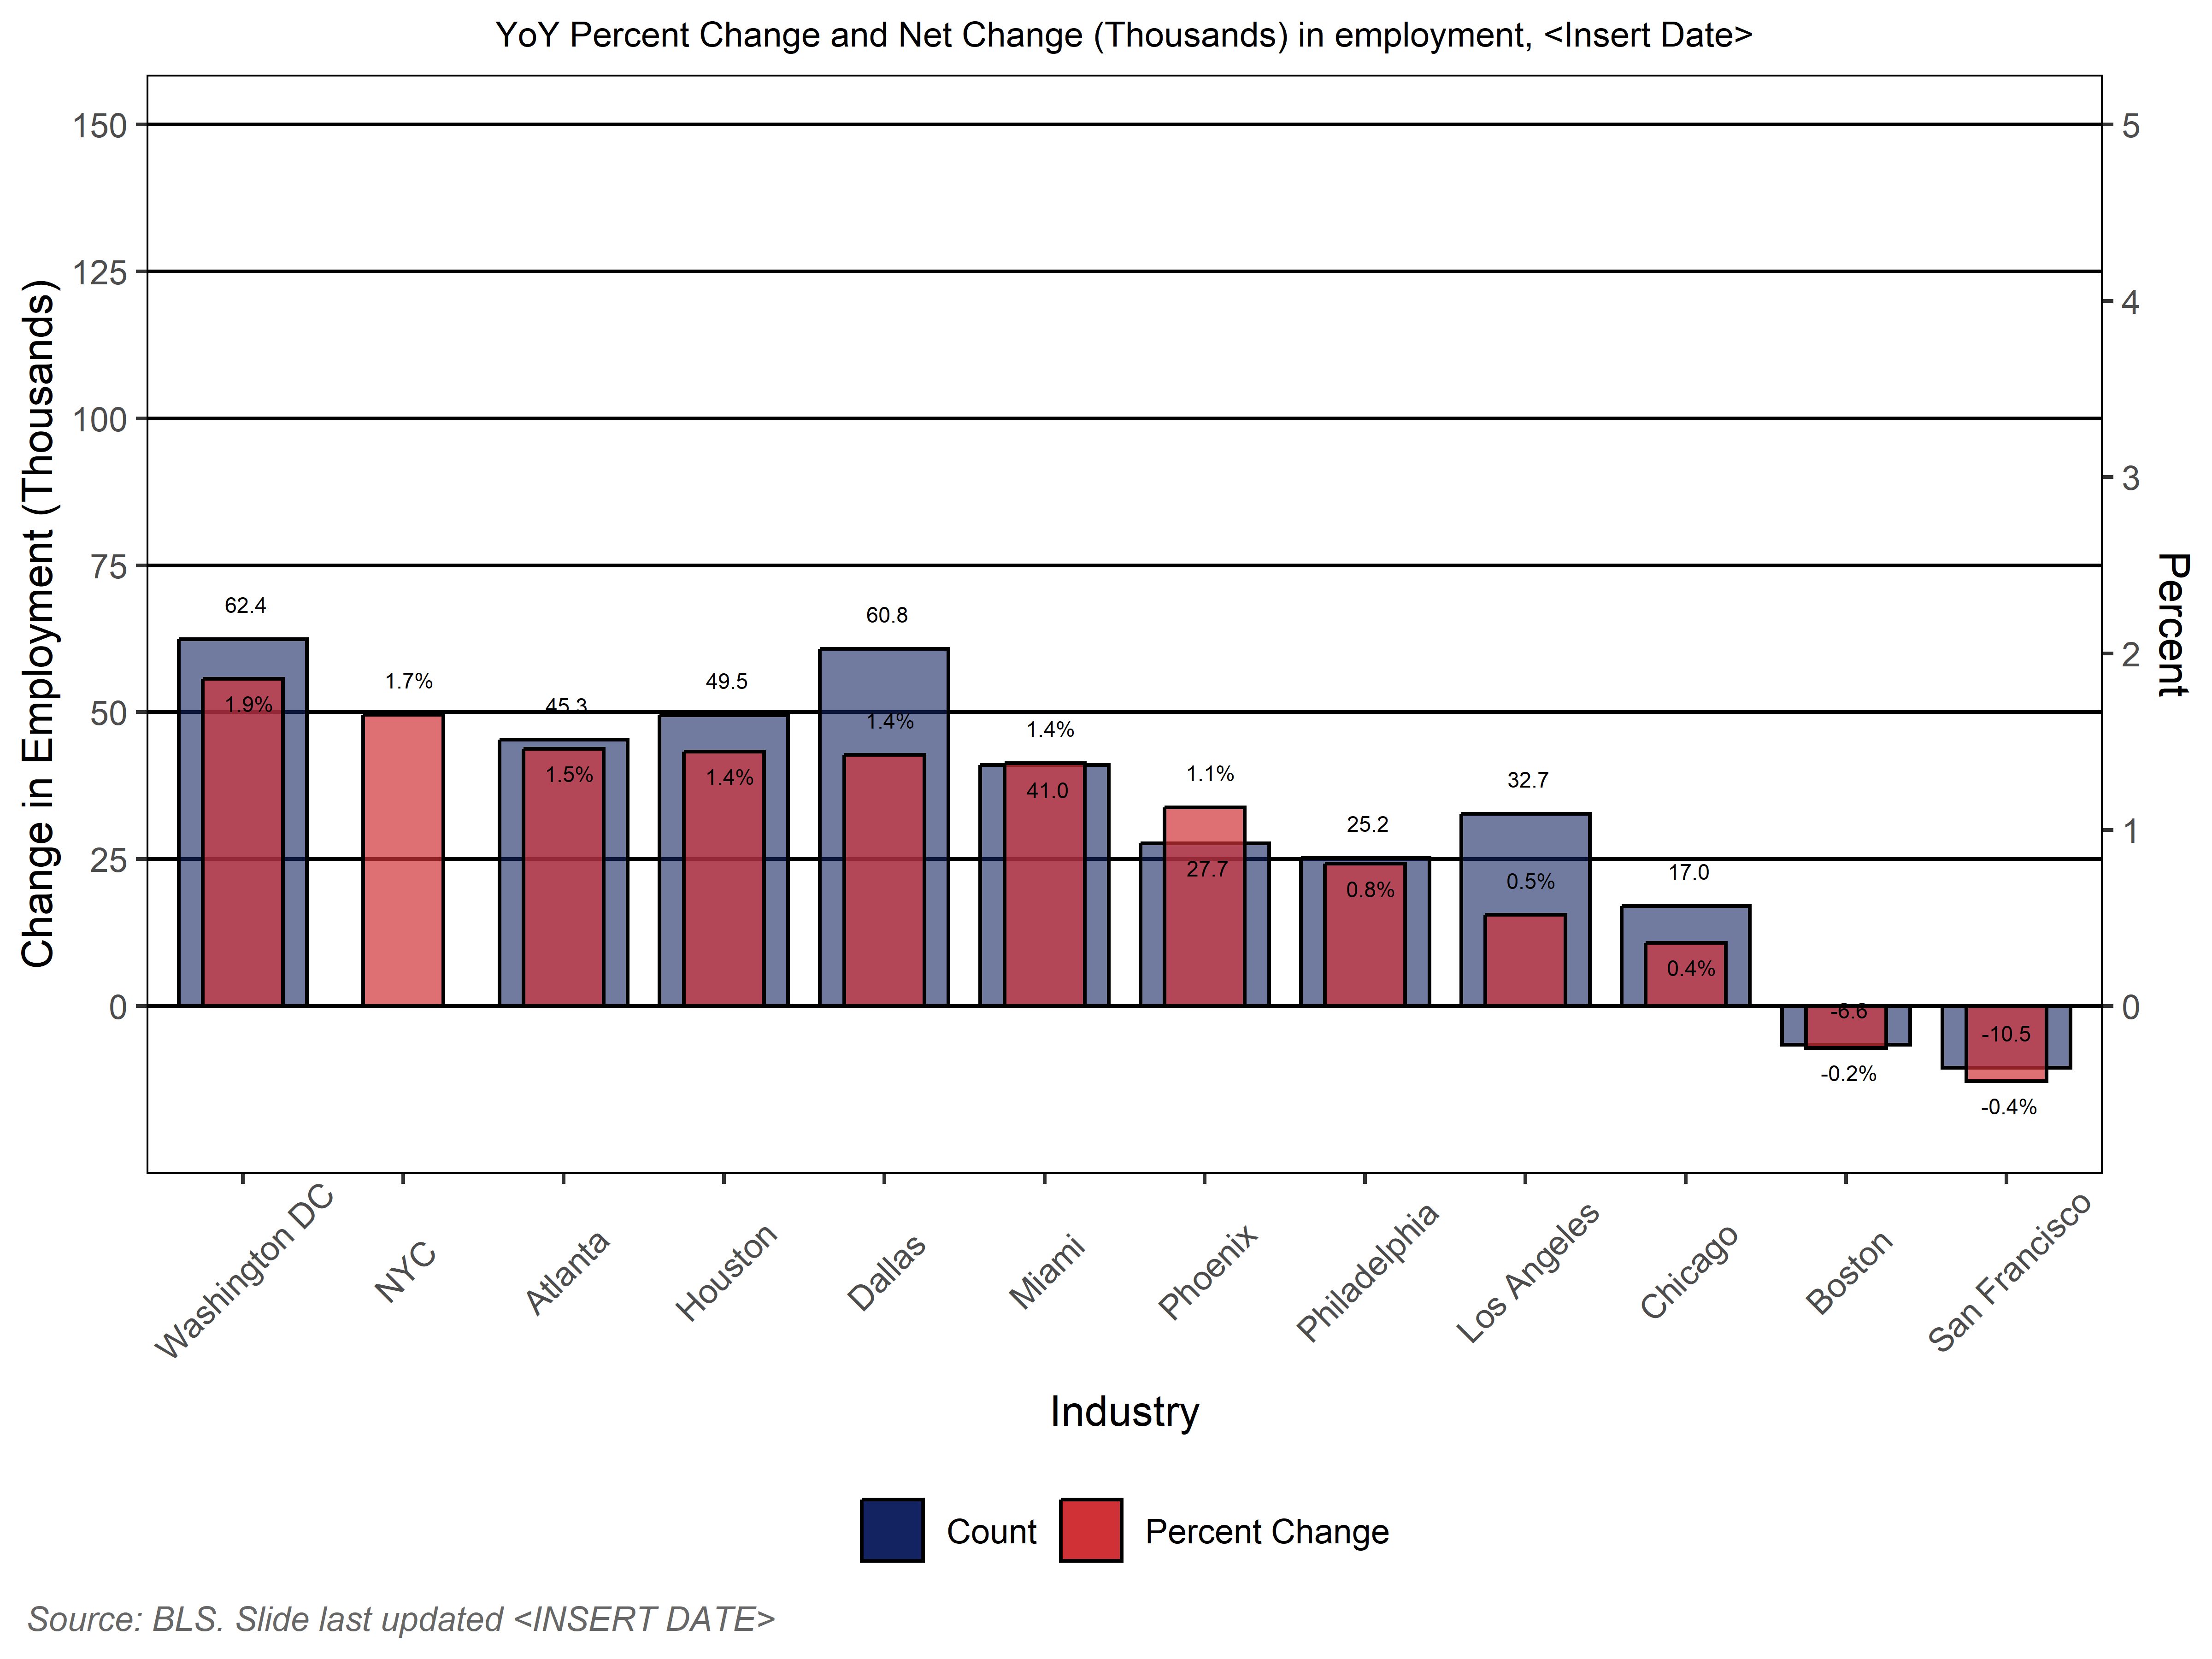 YoY Percent Change and Net Change (Thousands) in employment, <Insert Date>
Change in Employment (Thousands)
150
125
100
75
50
25
0
5
4
3
2
1
0
Percent
62.4
1.9%
1.7%
45.3
1.5%
49.5
1.4%
60.8
1.4%
1.4%
41.0
1.1%
27.7
25.2
0.8%
32.7
0.5%
17.0
0.4%
-6.6
-0.2%
-10.5
-0.4%
Washington DC
NYC
Atlanta
Houston
Dallas
Miami
Phoenix
Philadelphia
Los Angeles
Chicago
Boston
San Francisco
Industry
Count
Percent Change
Source: BLS. Slide last updated <INSERT DATE>